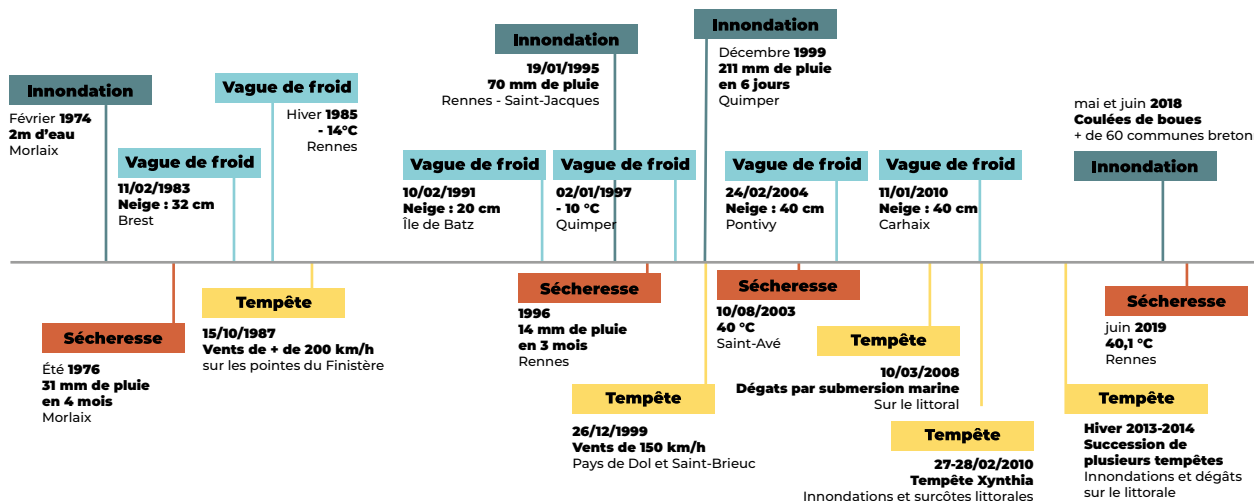 Innondation
Février 1974
2m d'eau
Morlaix
Vague de froid
11/02/1983
Neige : 32 cm
Brest
Vague de froid
Hiver 1985
- 14°C
Rennes
Vague de froid
10/02/1991
Neige : 20 cm
Île de Batz
Innondation
19/01/1995
70 mm de pluie
Rennes - Saint-Jacques
Vague de froid
02/01/1997
- 10 °C
Quimper
Innondation
Décembre 1999
211 mm de pluie
en 6 jours
Quimper
Vague de froid
24/02/2004
Neige : 40 cm
Pontivy
Vague de froid
11/01/2010
Neige : 40 cm
Carhaix
mai et juin 2018
Coulées de boues
+ de 60 communes breton
Innondation
Sécheresse
Été 1976
31 mm de pluie
en 4 mois
Morlaix
Tempête
15/10/1987
Vents de + de 200 km/h
sur les pointes du Finistère
Sécheresse
1996
14 mm de pluie
en 3 mois
Rennes
Tempête
26/12/1999
Vents de 150 km/h
Pays de Dol et Saint-Brieuc
Sécheresse
10/08/2003
40 °C
Saint-Avé
Tempête
10/03/2008
Dégats par submersion marine
Sur le littoral
Tempête
27-28/02/2010
Tempête Xynthia
Innondations et surcôtes littorales
Tempête
Hiver 2013-2014
Succession de
plusieurs tempêtes
Innondations et dégâts
sur le littorale
Sécheresse
juin 2019
40,1 °C
Rennes